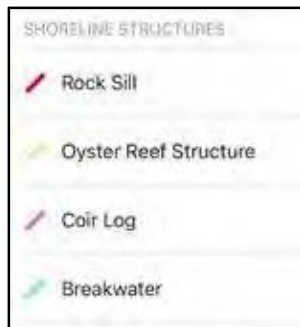 SHORELINE STRUCTURES
Rock Sill
Oyster Reef Structure
Coir Log
Breakwater